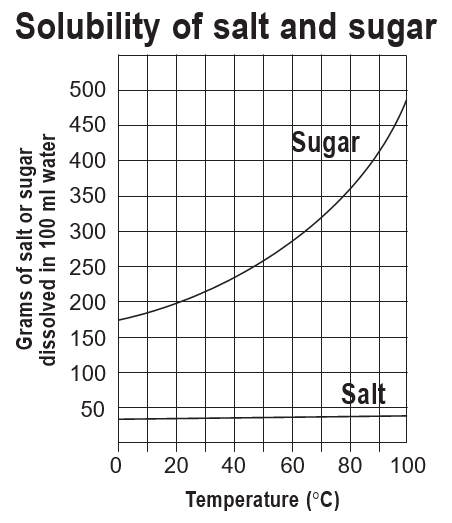 Solubility of salt and sugar
Grams of salt or sugar
dissolved in 100 ml water
500
450
400
350
300
250
200
150
100
50
Sugar
Salt
0 20 40 60 80 100
Temperature (°C)